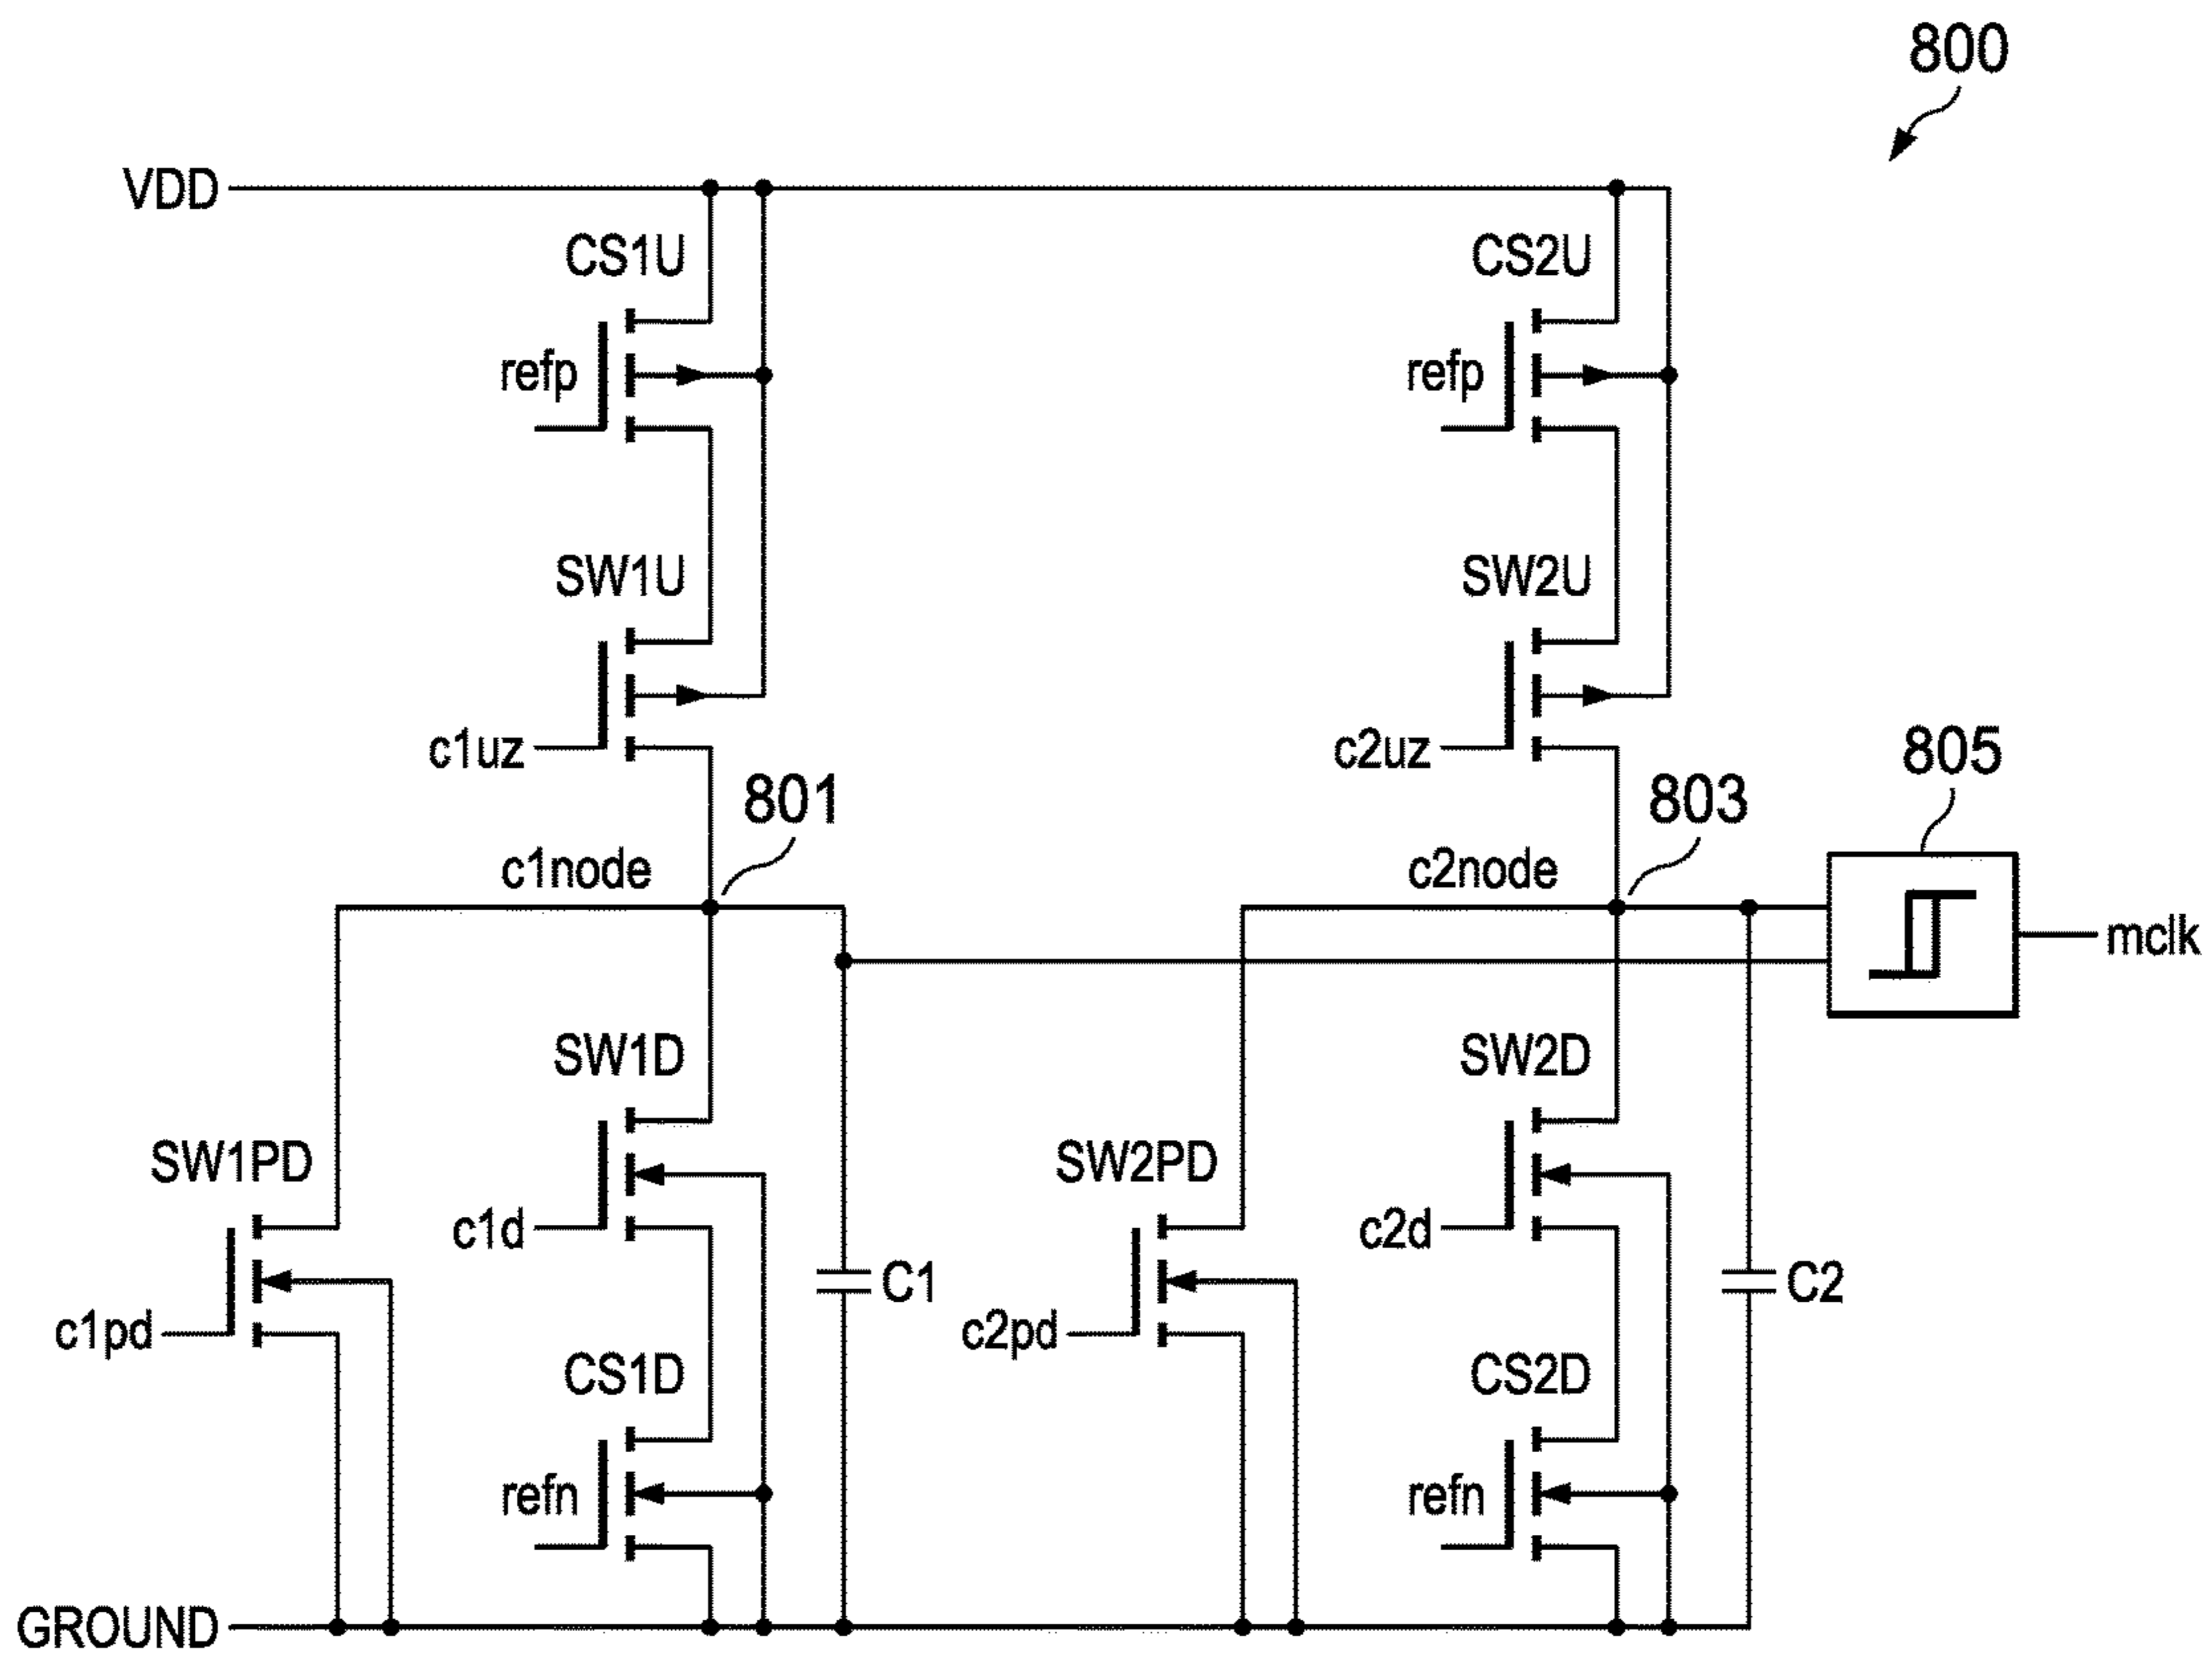 800
VDD
CS1U
CS2U
refp
refp
SW1U
SW2U
c1uz
c2uz
805
801
803
c1node
c2node
mclk
SW1D
SW2D
SW1PD
SW2PD
c1d
c2d
C1
C2
c1pd
c2pd
CS1D
CS2D
refn
refn
GROUND